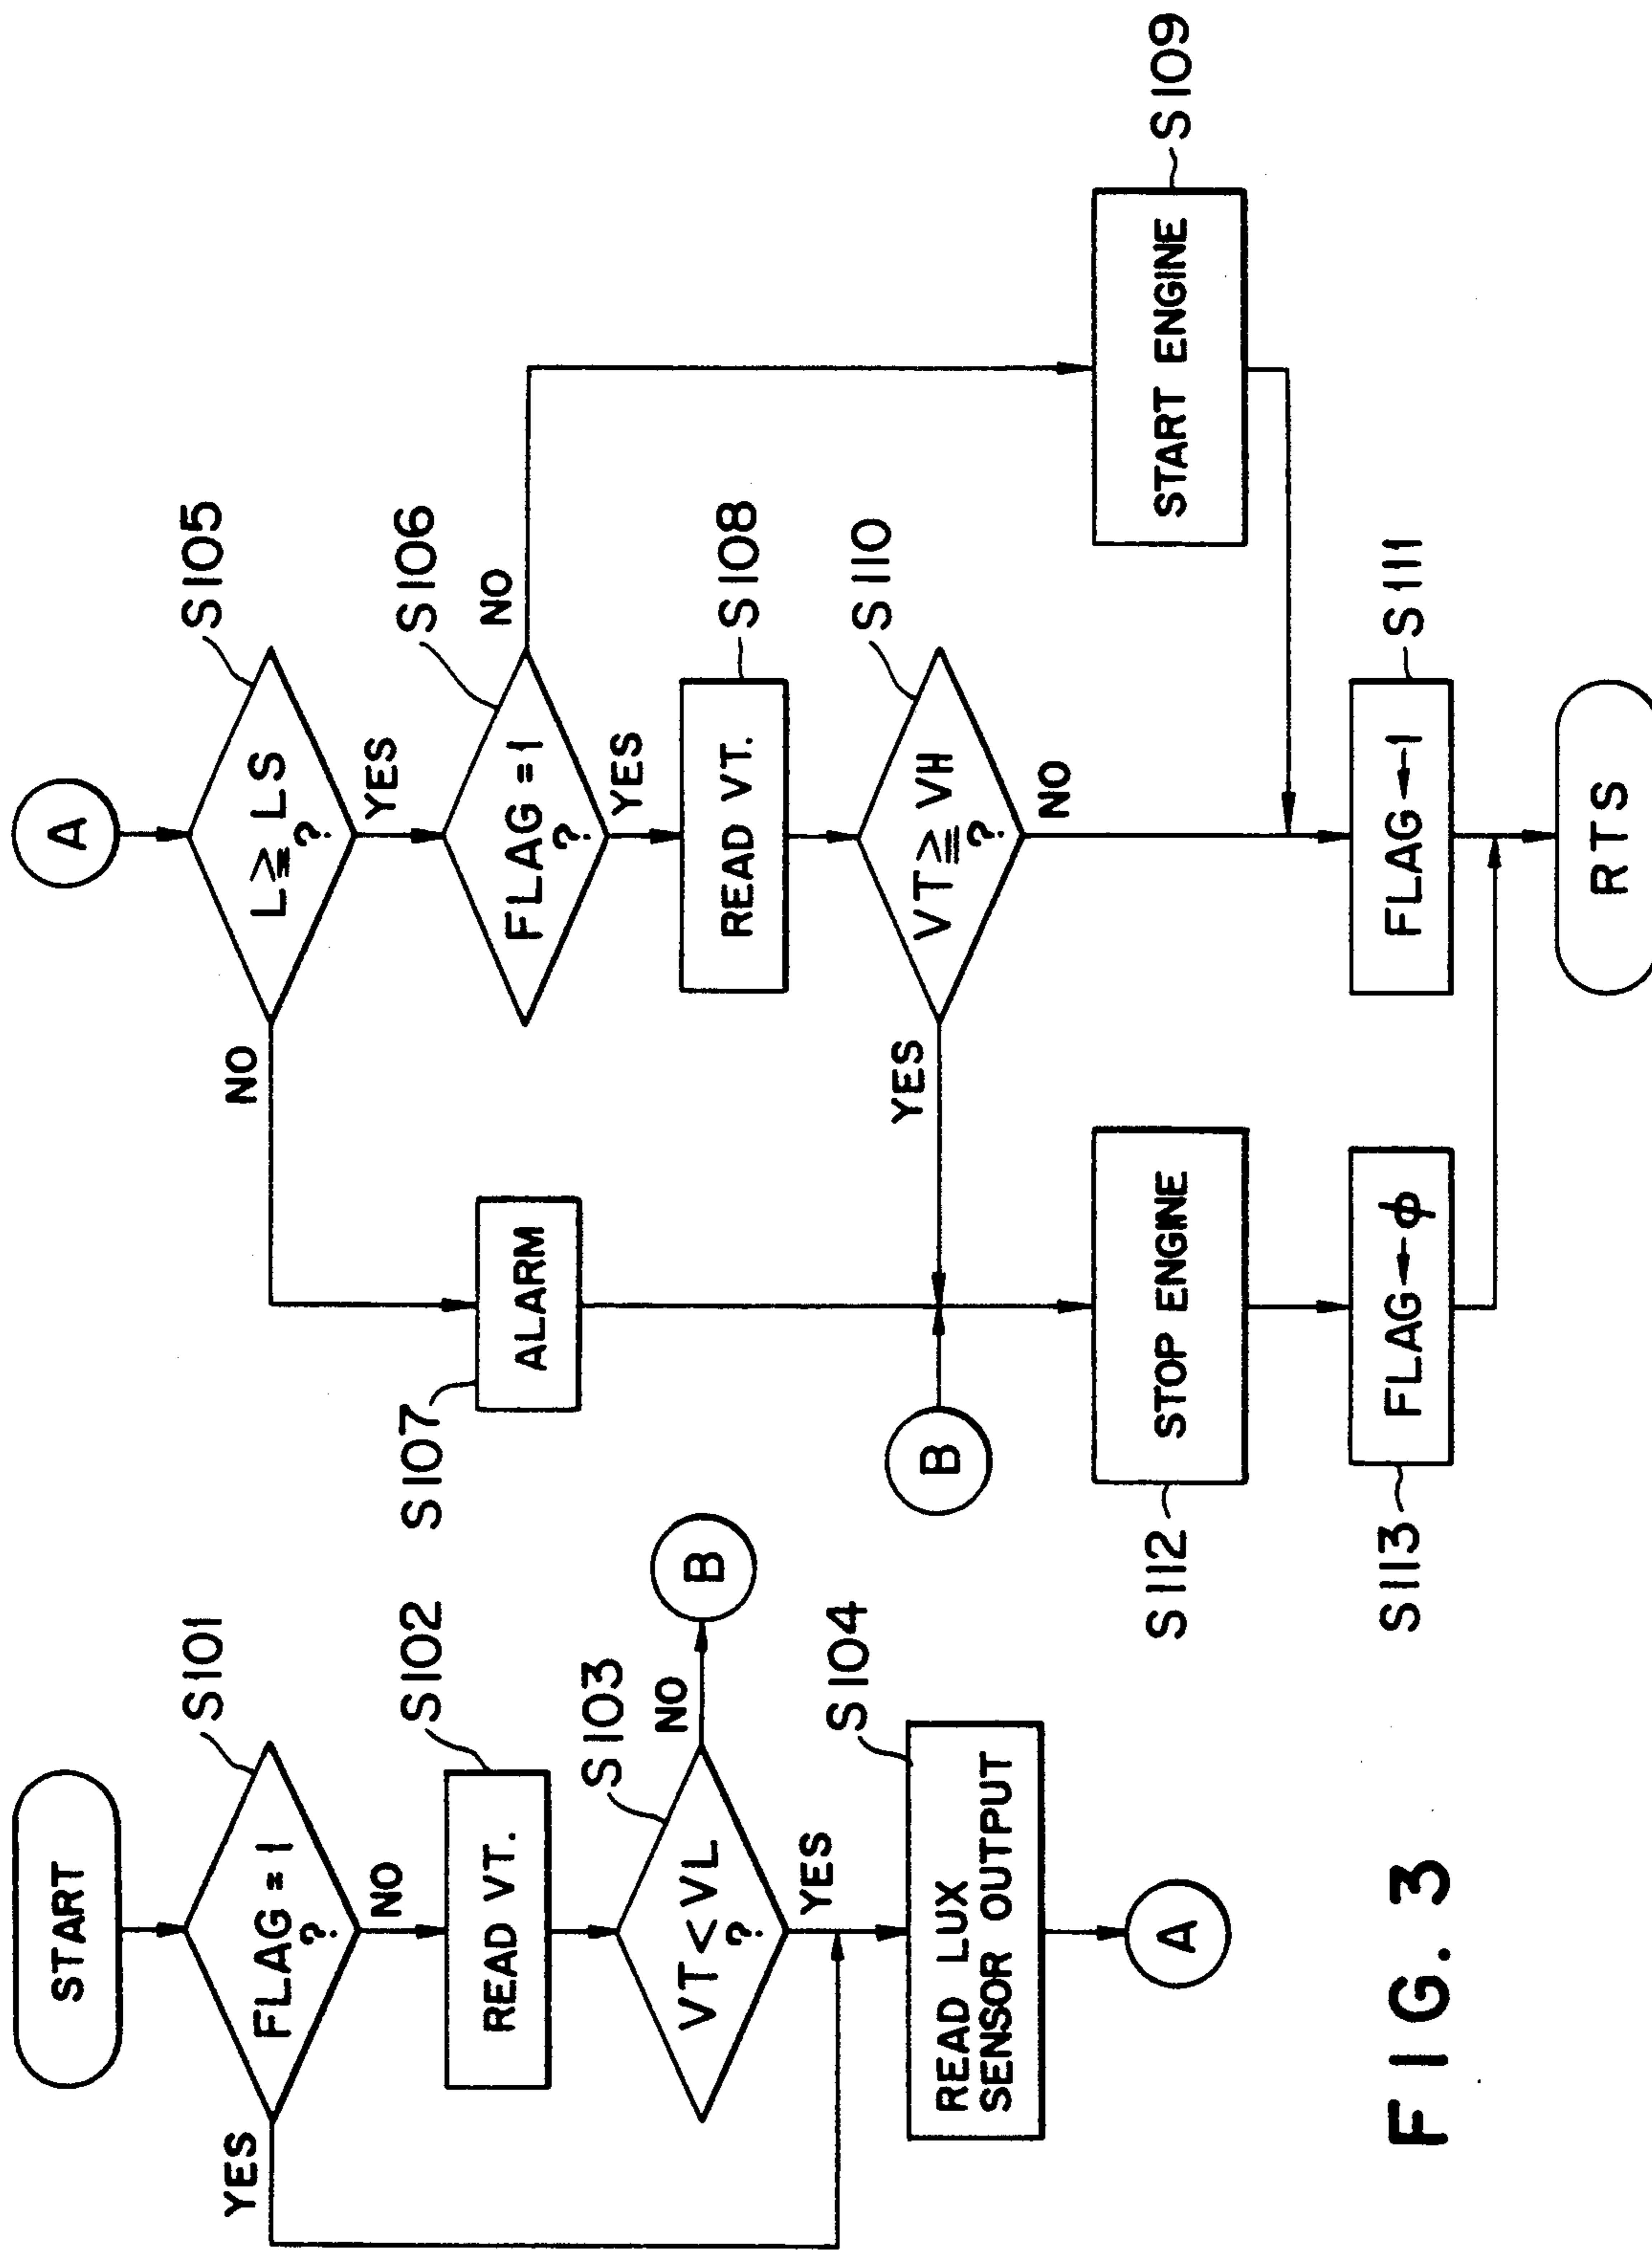 START
S101
FLAG = 1
?
YES
NO
S102
READ VT.
S103
VT < VL
?
NO
B
YES
S104
READ LUX
SENSOR OUTPUT
A
A
S105
L ≧ LS
?
NO
YES
S106
FLAG = 1
?
NO
YES
S107
ALARM
S108
READ VT.
S110
VT ≧ VH
?
YES
NO
B
S109
START ENGINE
S112
STOP ENGINE
S111
FLAG ← 1
S113
FLAG ← φ
RTS
FIG. 3